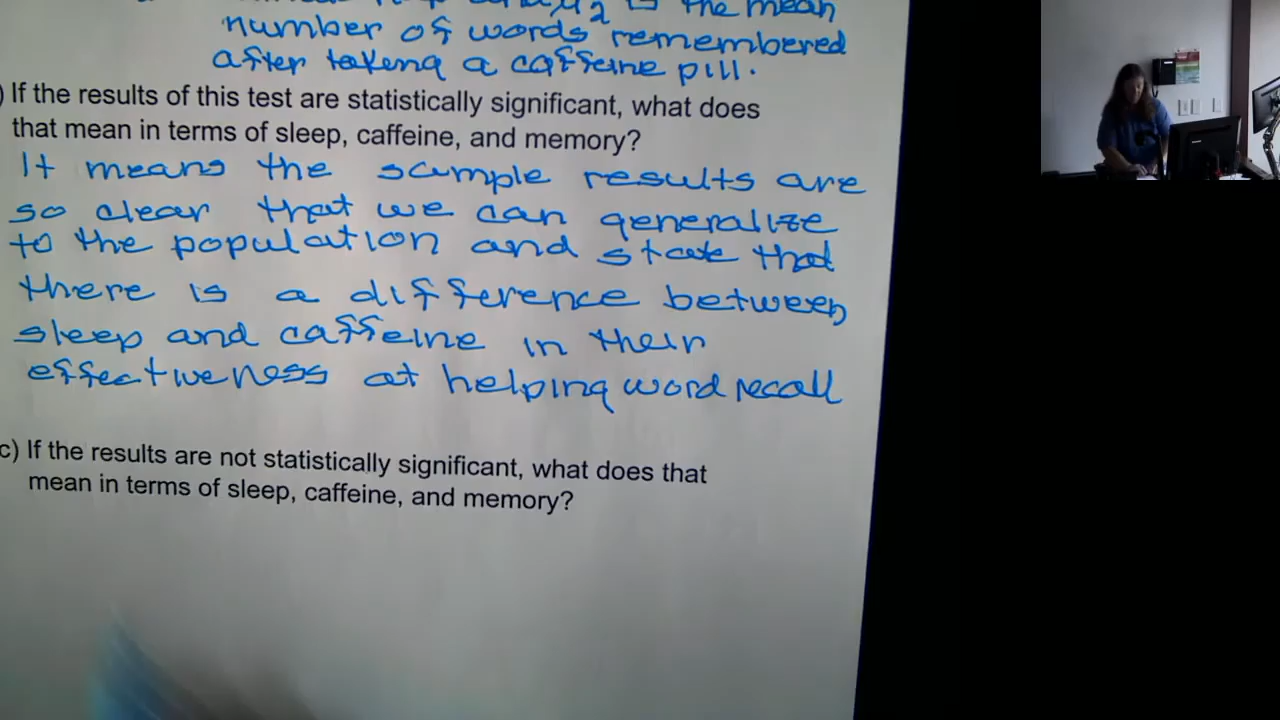 is the mean
number of words remembered
after taking a caffeine pill.
) If the results of this test are statistically significant, what does
that mean in terms of sleep, caffeine, and memory?
It means the sample results are
so clear that we can generalize
to the population and state that
there is a difference between
sleep and caffeine in their
effectiveness at helping word recall
c) If the results are not statistically significant, what does that
mean in terms of sleep, caffeine, and memory?